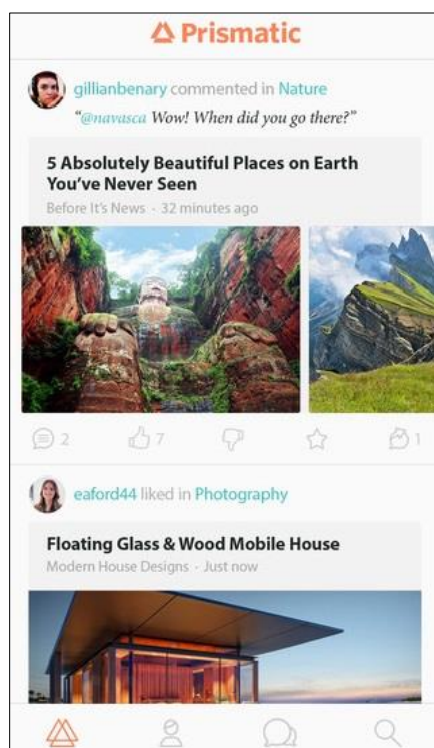 Prismatic
gillianbenary commented in Nature
“@navasca Wow! When did you go there?”
5 Absolutely Beautiful Places on Earth
You’ve Never Seen
Before It’s News · 32 minutes ago
2
7
1
eaford44 liked in Photography
Floating Glass & Wood Mobile House
Modern House Designs · Just now